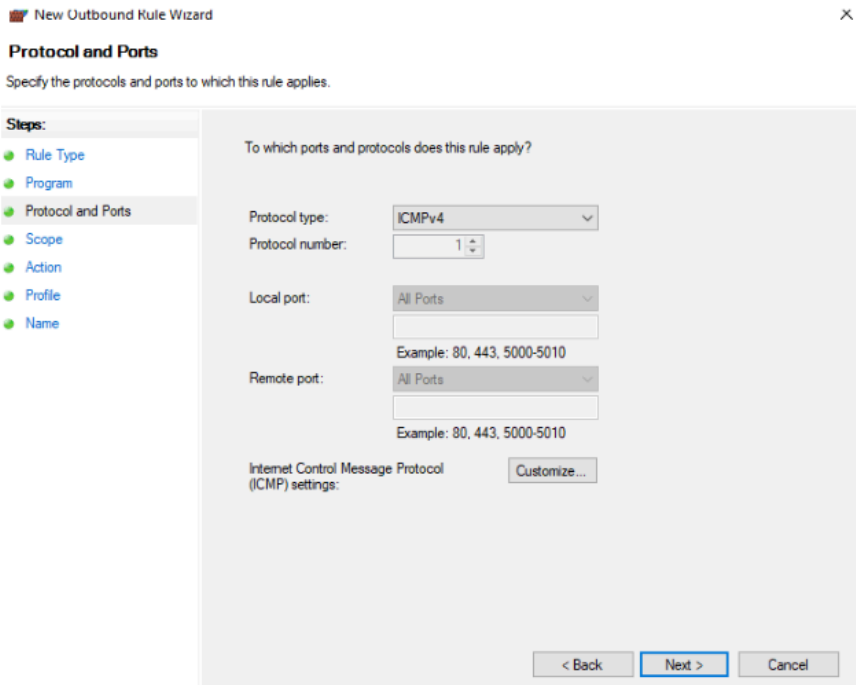 New Outbound Rule Wizard
Protocol and Ports
Specify the protocols and ports to which this rule applies.
Steps:
Rule Type
Program
Protocol and Ports
Scope
Action
Profile
Name
To which ports and protocols does this rule apply?
Protocol type: ICMPv4
Protocol number: 1
Local port: All Ports
Example: 80, 443, 5000-5010
Remote port: All Ports
Example: 80, 443, 5000-5010
Internet Control Message Protocol
(ICMP) settings:
Customize...
< Back Next > Cancel